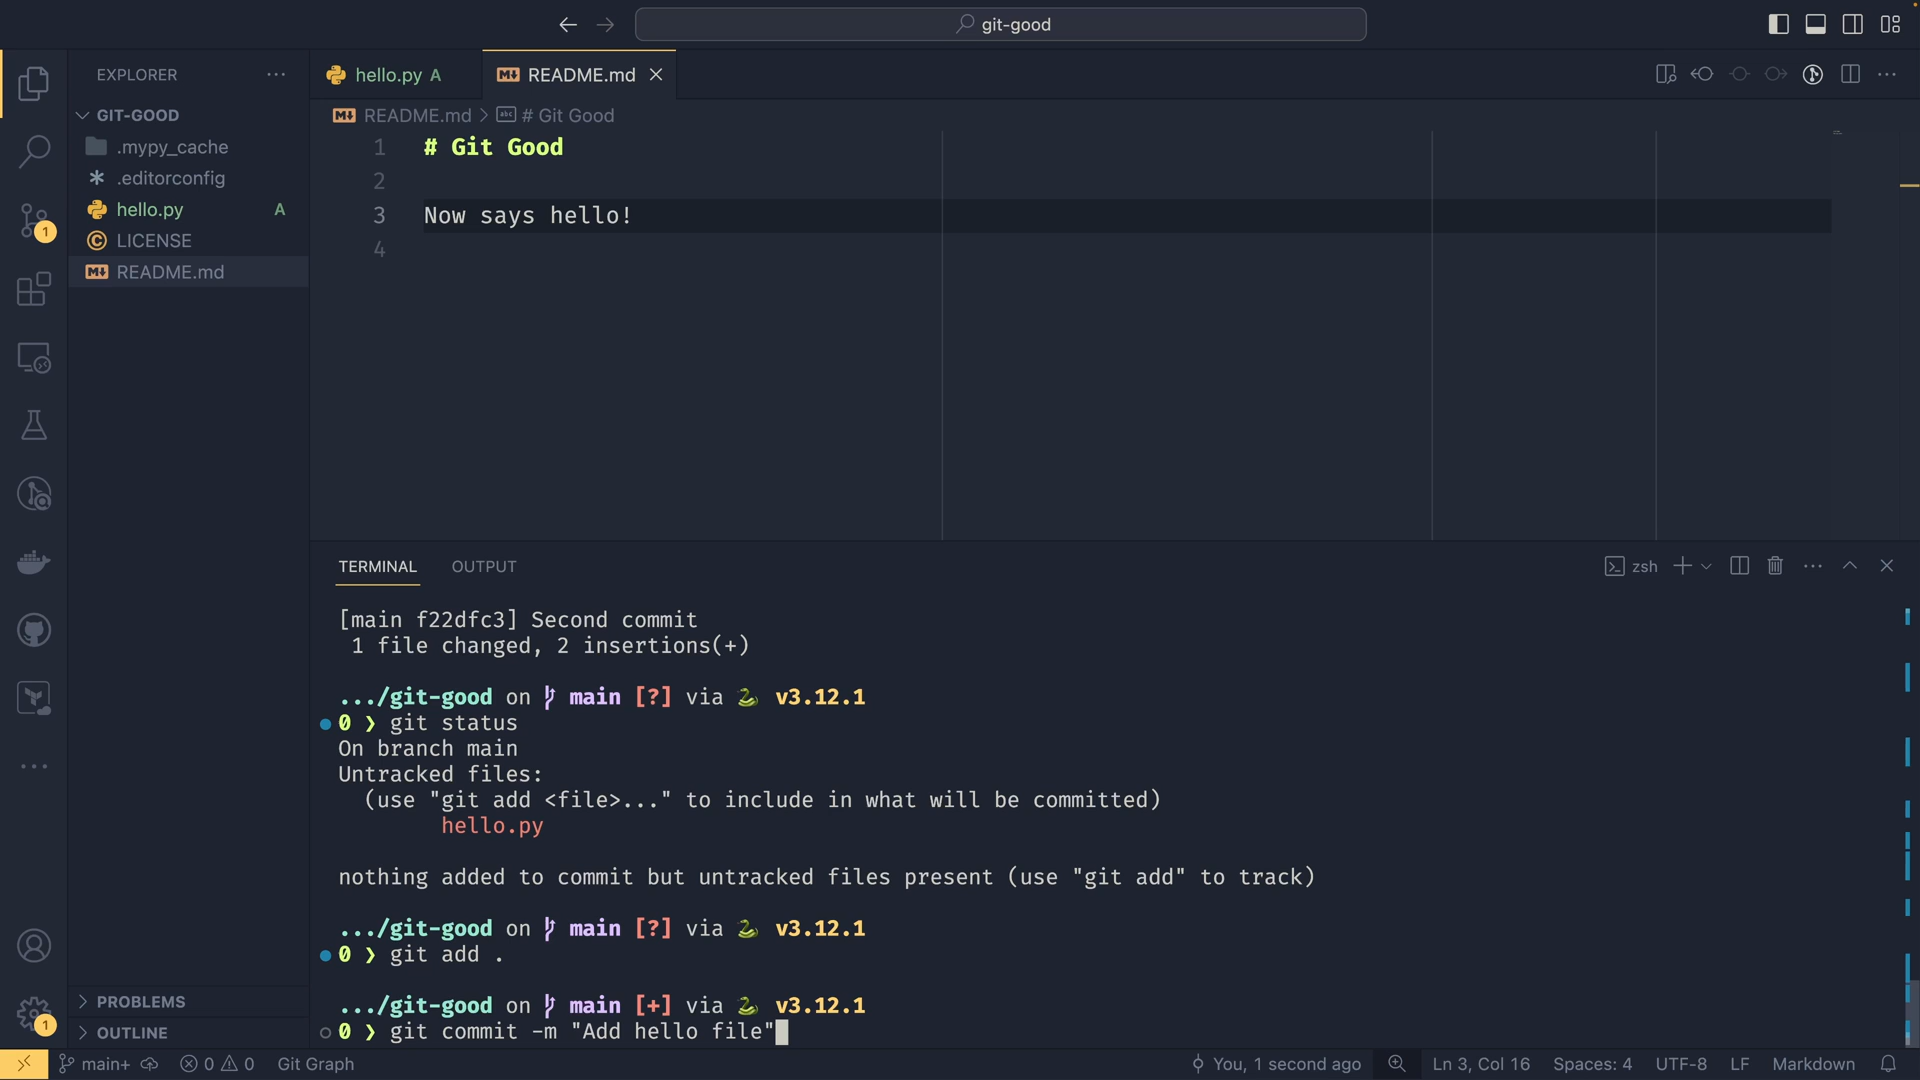 git-good
EXPLORER
GIT-GOOD
.mypy_cache
.editorconfig
hello.py A
LICENSE
README.md
PROBLEMS
OUTLINE
1
1
hello.py A
README.md
README.md > # Git Good
1 # Git Good
2
3 Now says hello!
4
TERMINAL OUTPUT
zsh
[main f22dfc3] Second commit
1 file changed, 2 insertions(+)
.../git-good on main [?] via v3.12.1
0 ❯ git status
On branch main
Untracked files:
(use "git add <file>..." to include in what will be committed)
hello.py
nothing added to commit but untracked files present (use "git add" to track)
.../git-good on main [?] via v3.12.1
0 ❯ git add .
.../git-good on main [+] via v3.12.1
0 ❯ git commit -m "Add hello file"
main+ 0 0 Git Graph You, 1 second ago Ln 3, Col 16 Spaces: 4 UTF-8 LF Markdown